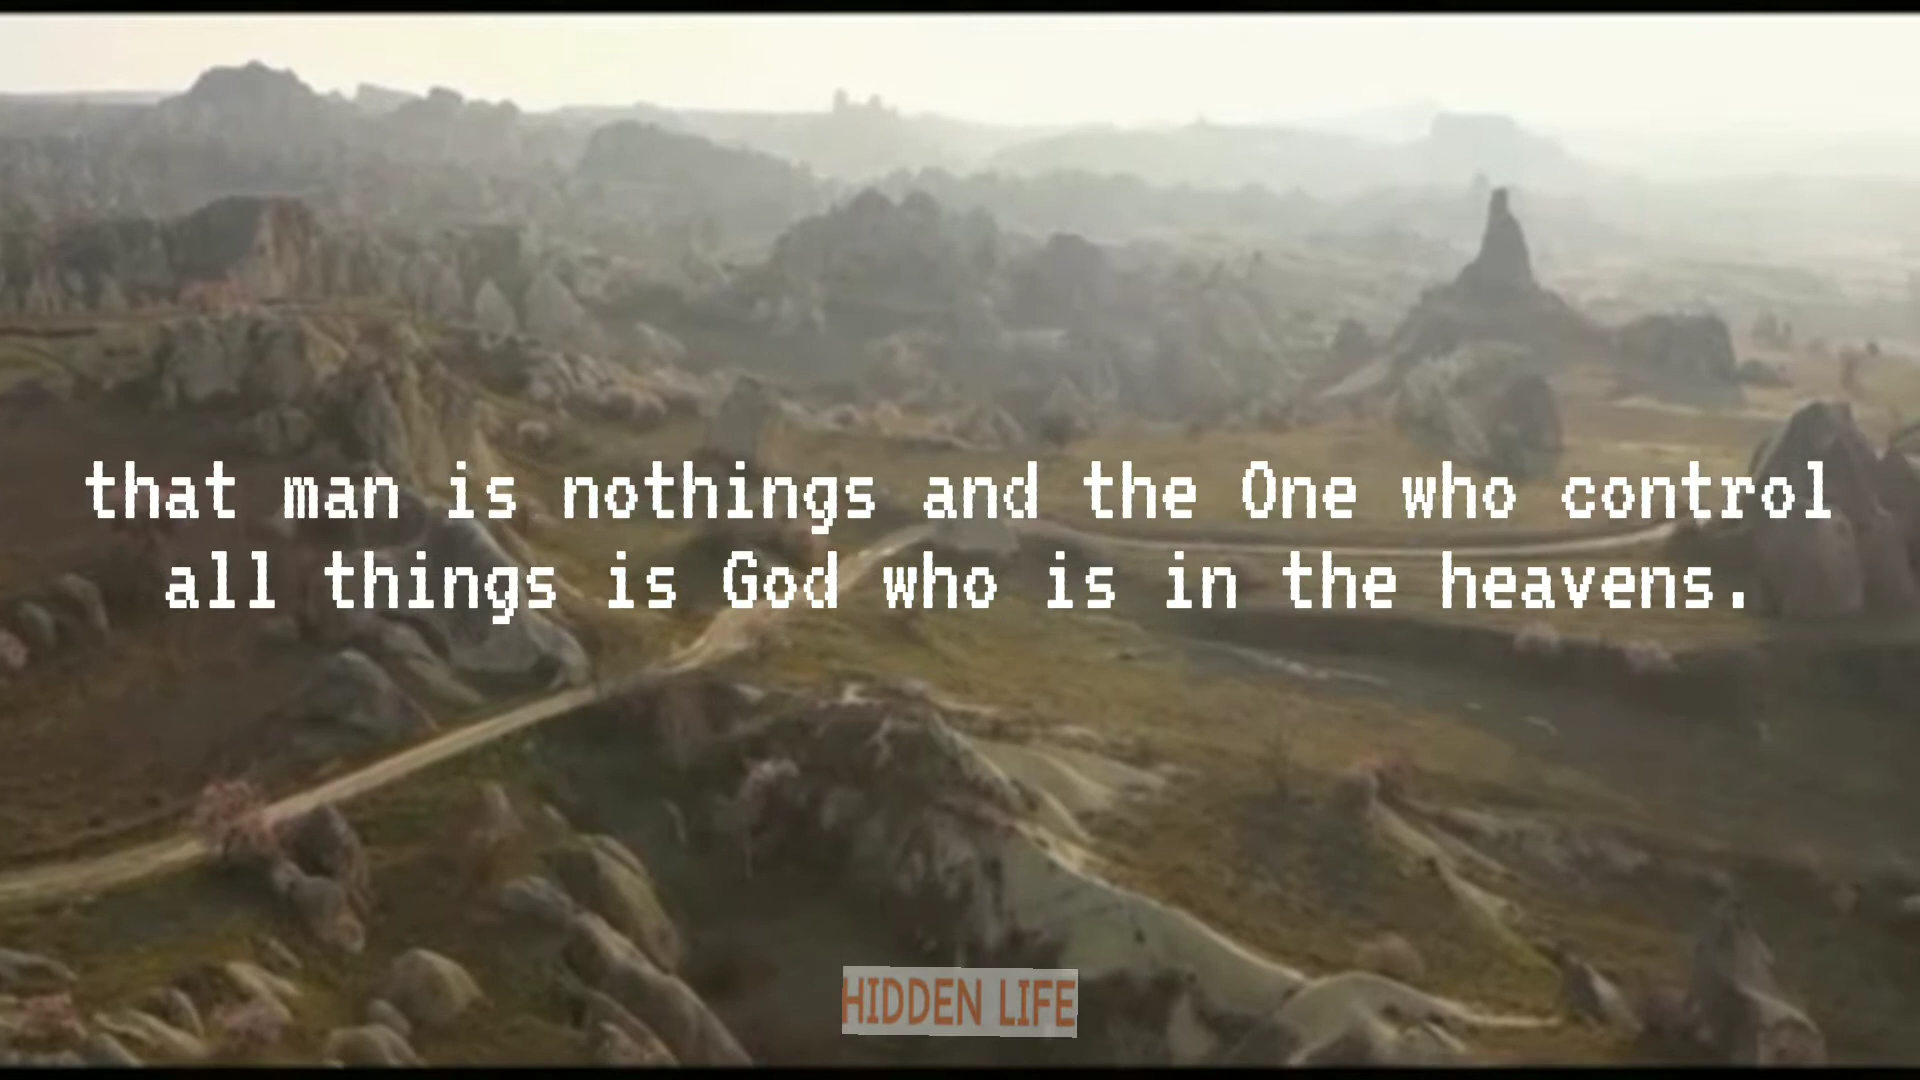 that man is nothings and the One who control
all things is God who is in the heavens.
HIDDEN LIFE